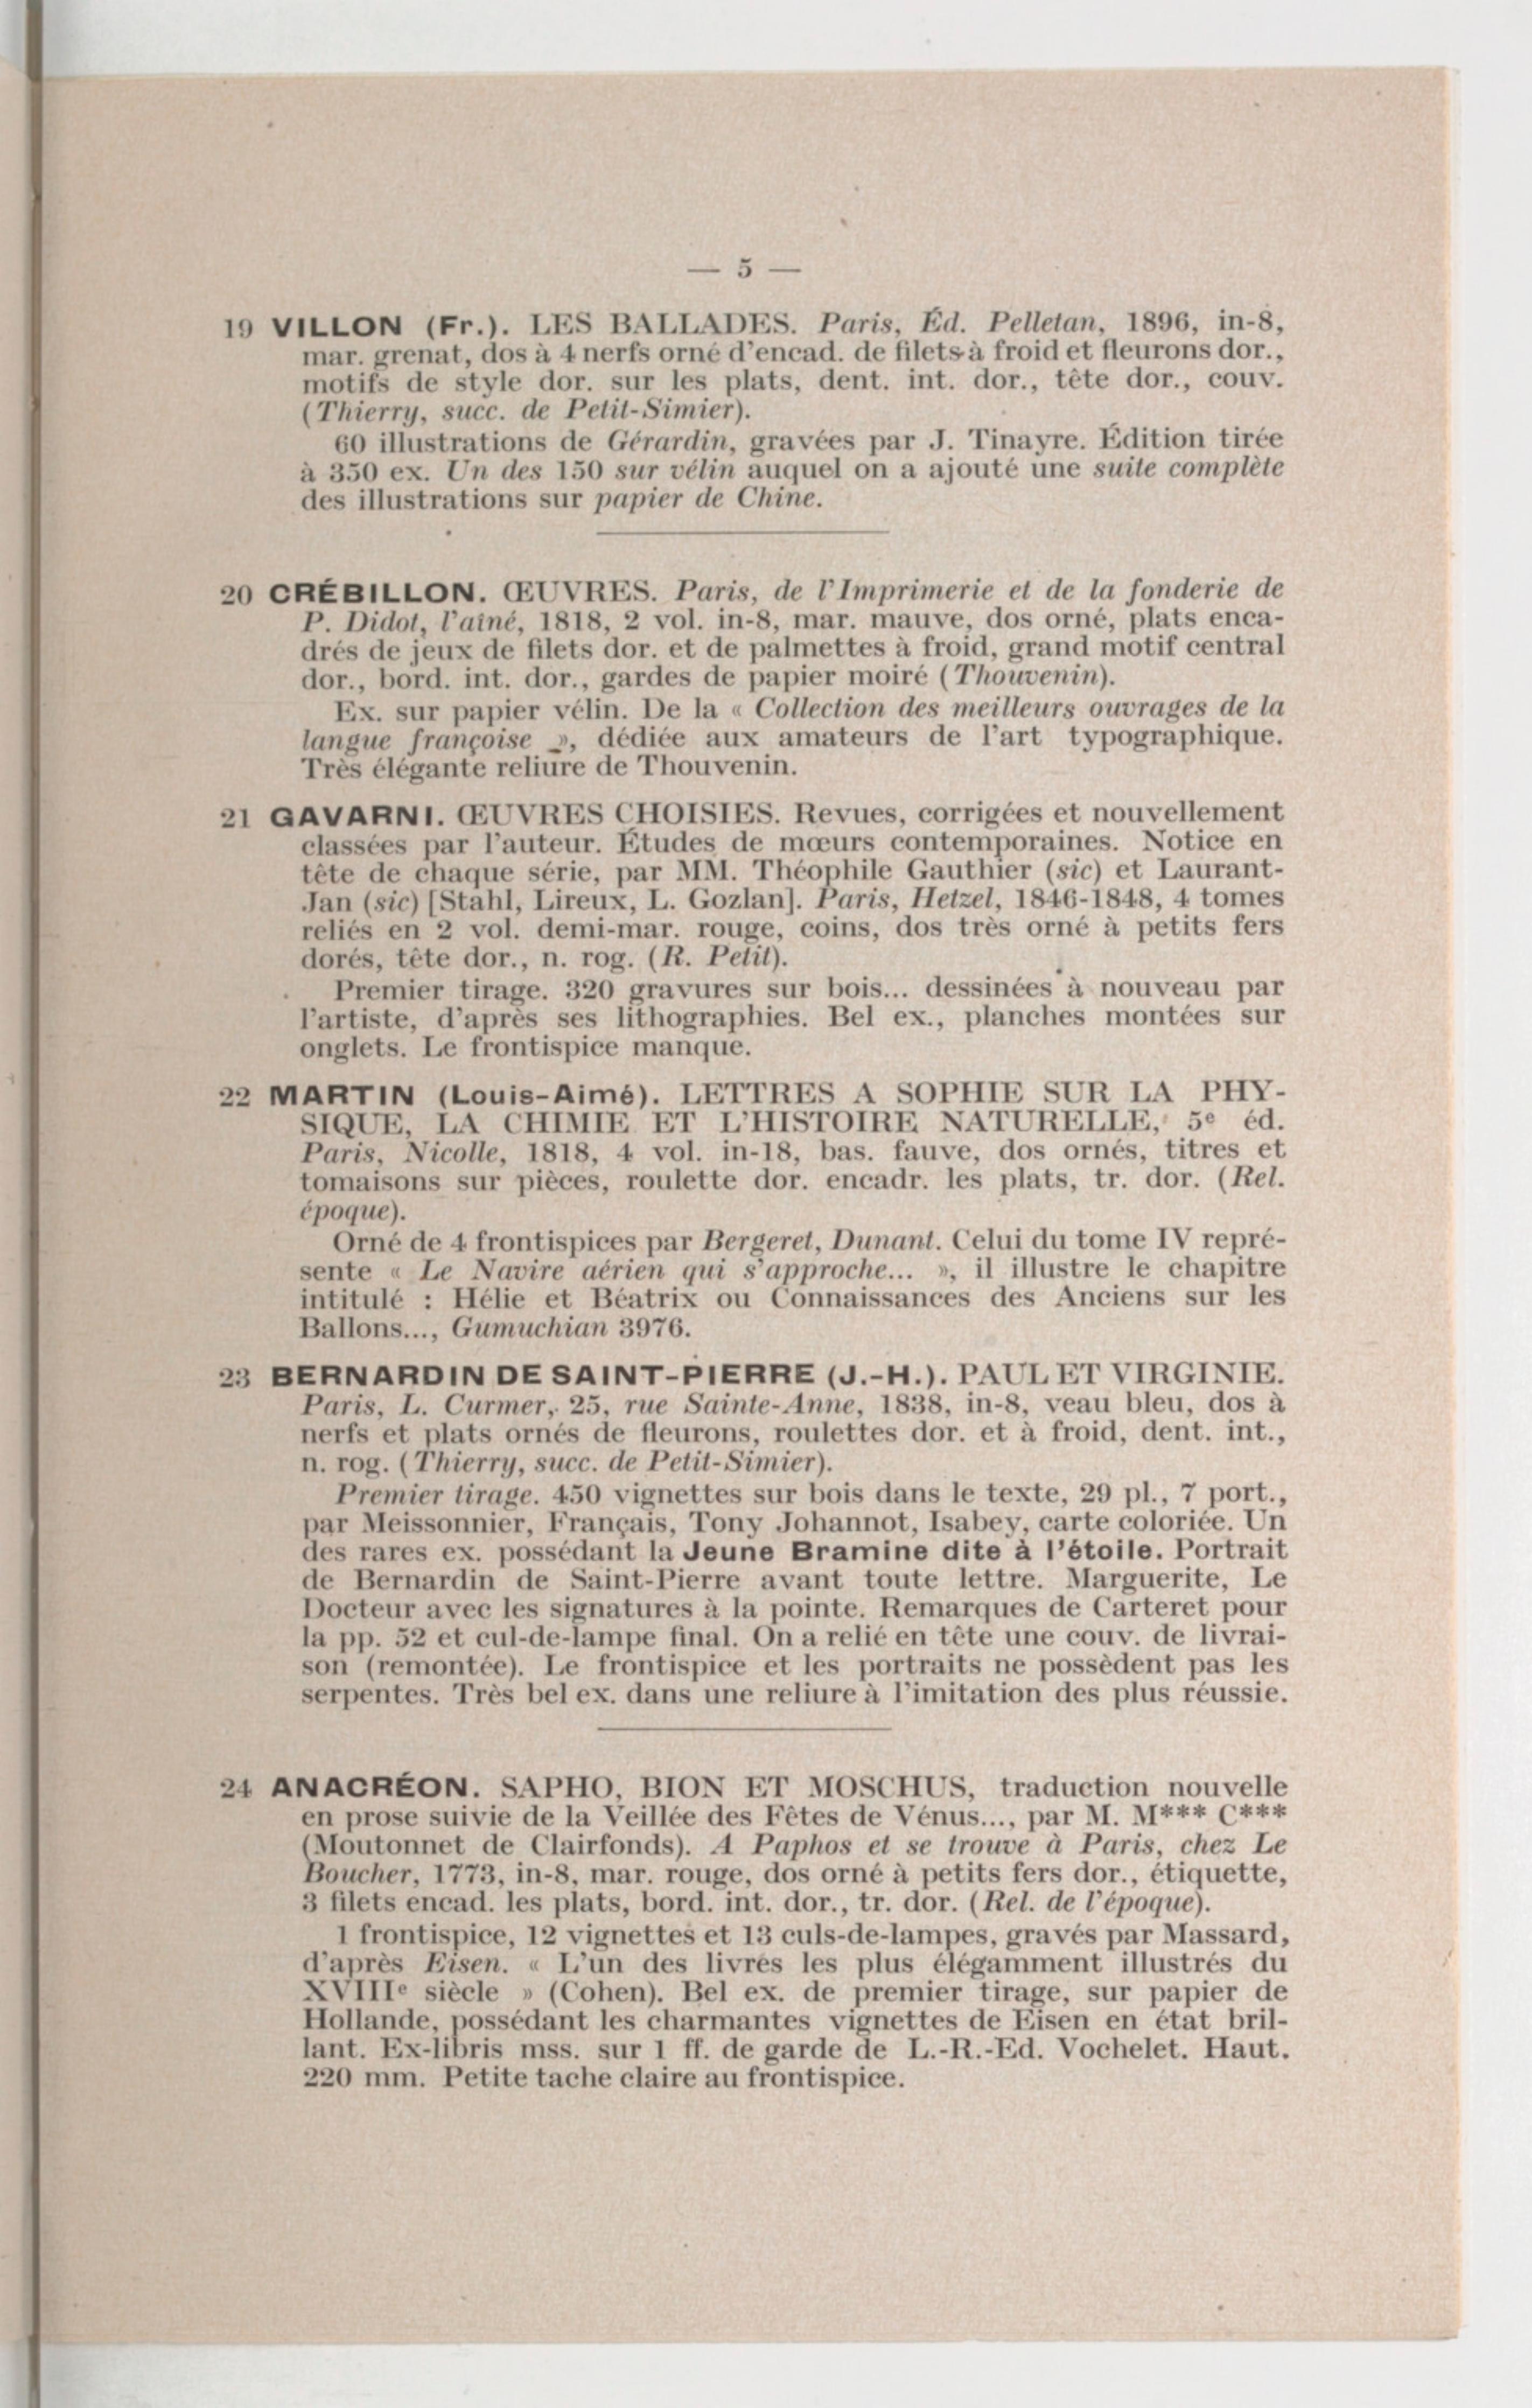 — 5 —
19 VILLON (Fr.). LES BALLADES. Paris, Éd. Pelletan, 1896, in-8,
mar. grenat, dos à 4 nerfs orné d'encad. de filets à froid et fleurons dor.,
motifs de style dor. sur les plats, dent. int. dor., tête dor., couv.
(Thierry, succ. de Petit-Simier).
60 illustrations de Gérardin, gravées par J. Tinayre. Édition tirée
à 350 ex. Un des 150 sur vélin auquel on a ajouté une suite complète
des illustrations sur papier de Chine.
20 CRÉBILLON. ŒUVRES. Paris, de l'Imprimerie et de la fonderie de
P. Didot, l'aîné, 1818, 2 vol. in-8, mar. mauve, dos orné, plats enca-
drés de jeux de filets dor. et de palmettes à froid, grand motif central
dor., bord. int. dor., gardes de papier moiré (Thouvenin).
Ex. sur papier vélin. De la « Collection des meilleurs ouvrages de la
langue françoise », dédiée aux amateurs de l'art typographique.
Très élégante reliure de Thouvenin.
21 GAVARNI. ŒUVRES CHOISIES. Revues, corrigées et nouvellement
classées par l'auteur. Études de mœurs contemporaines. Notice en
tête de chaque série, par MM. Théophile Gauthier (sic) et Laurant-
Jan (sic) [Stahl, Lireux, L. Gozlan]. Paris, Hetzel, 1846-1848, 4 tomes
reliés en 2 vol. demi-mar. rouge, coins, dos très orné à petits fers
dorés, tête dor., n. rog. (R. Petit).
Premier tirage. 320 gravures sur bois... dessinées à nouveau par
l'artiste, d'après ses lithographies. Bel ex., planches montées sur
onglets. Le frontispice manque.
22 MARTIN (Louis-Aimé). LETTRES A SOPHIE SUR LA PHY-
SIQUE, LA CHIMIE ET L'HISTOIRE NATURELLE, 5e éd.
Paris, Nicolle, 1818, 4 vol. in-18, bas. fauve, dos ornés, titres et
tomaisons sur pièces, roulette dor. encadr. les plats, tr. dor. (Rel.
époque).
Orné de 4 frontispices par Bergeret, Dunant. Celui du tome IV repré-
sente « Le Navire aérien qui s'approche... », il illustre le chapitre
intitulé : Hélie et Béatrix ou Connaissances des Anciens sur les
Ballons..., Gumuchian 3976.
23 BERNARDIN DE SAINT-PIERRE (J.-H.). PAUL ET VIRGINIE.
Paris, L. Curmer, 25, rue Sainte-Anne, 1838, in-8, veau bleu, dos à
nerfs et plats ornés de fleurons, roulettes dor. et à froid, dent. int.,
n. rog. (Thierry, succ. de Petit-Simier).
Premier tirage. 450 vignettes sur bois dans le texte, 29 pl., 7 port.,
par Meissonnier, Français, Tony Johannot, Isabey, carte coloriée. Un
des rares ex. possédant la Jeune Bramine dite à l'étoile. Portrait
de Bernardin de Saint-Pierre avant toute lettre. Marguerite, Le
Docteur avec les signatures à la pointe. Remarques de Carteret pour
la pp. 52 et cul-de-lampe final. On a relié en tête une couv. de livrai-
son (remontée). Le frontispice et les portraits ne possèdent pas les
serpentes. Très bel ex. dans une reliure à l'imitation des plus réussie.
24 ANACRÉON. SAPHO, BION ET MOSCHUS, traduction nouvelle
en prose suivie de la Veillée des Fêtes de Vénus..., par M. M*** C***
(Moutonnet de Clairfonds). A Paphos et se trouve à Paris, chez Le
Boucher, 1773, in-8, mar. rouge, dos orné à petits fers dor., étiquette,
3 filets encad. les plats, bord. int. dor., tr. dor. (Rel. de l'époque).
1 frontispice, 12 vignettes et 13 culs-de-lampes, gravés par Massard,
d'après Eisen. « L'un des livres les plus élégamment illustrés du
XVIIIe siècle » (Cohen). Bel ex. de premier tirage, sur papier de
Hollande, possédant les charmantes vignettes de Eisen en état bril-
lant. Ex-libris mss. sur 1 ff. de garde de L.-R.-Ed. Vochelet. Haut.
220 mm. Petite tache claire au frontispice.